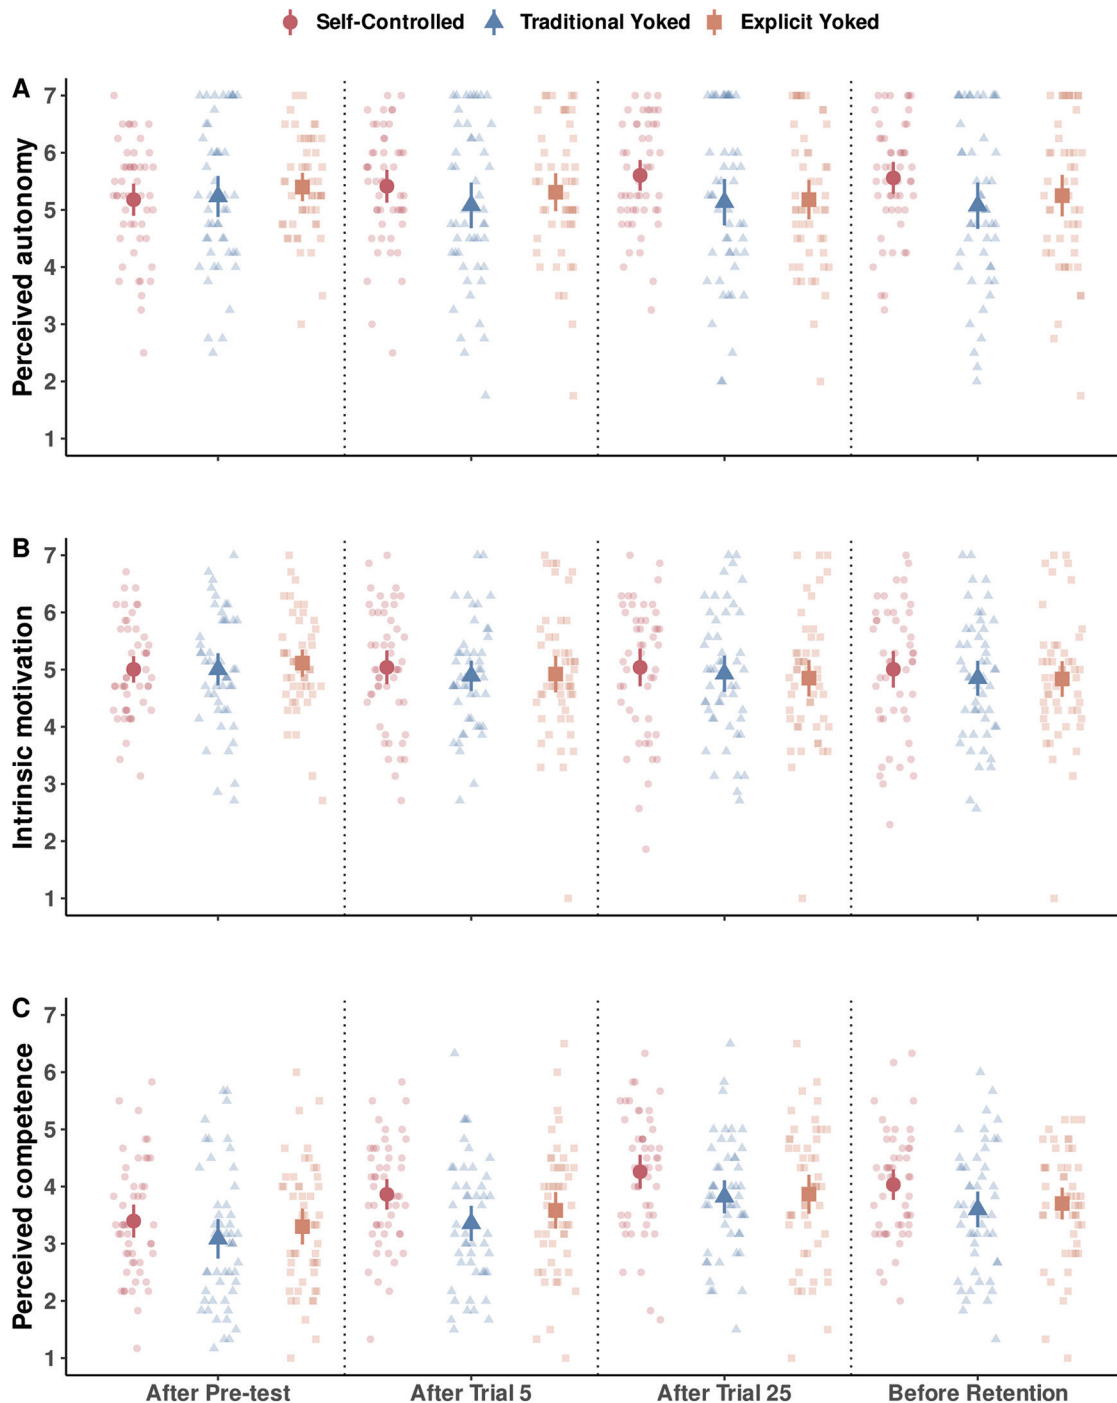 Self-Controlled Traditional Yoked Explicit Yoked
A
Perceived autonomy
7
6
5
4
3
2
1
B
Intrinsic motivation
7
6
5
4
3
2
1
C
Perceived competence
7
6
5
4
3
2
1
After Pre-test After Trial 5 After Trial 25 Before Retention